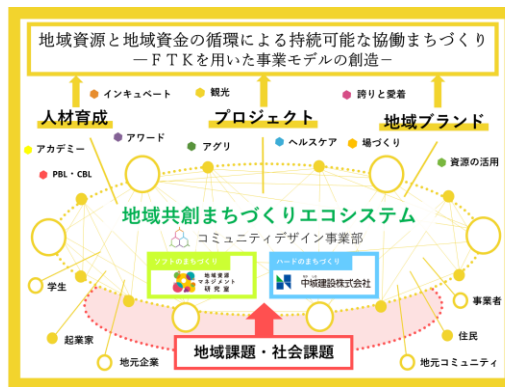 地域資源と地域資金の循環による持続可能な協働まちづくり
－ＦＴＫを用いた事業モデルの創造－
インキュベート
観光
誇りと愛着
人材育成
プロジェクト
地域ブランド
アワード
アカデミー
アグリ
ヘルスケア
場づくり
PBL・CBL
資源の活用
地域共創まちづくりエコシステム
コミュニティデザイン事業部
ソフトのまちづくり
ハードのまちづくり
地域資源
マネジメント
研究室
中城建設株式会社
学生
事業者
起業家
住民
地元企業
地元コミュニティ
地域課題・社会課題